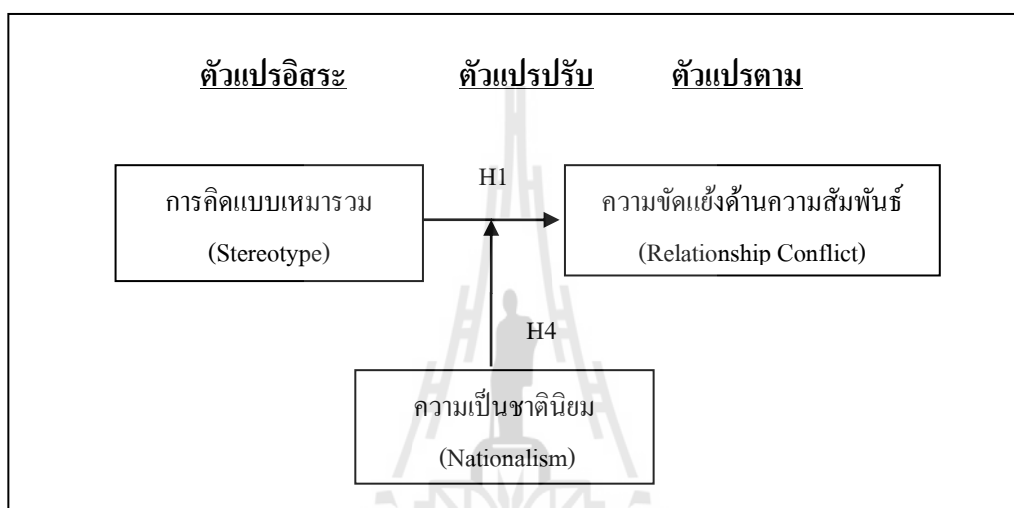 ตัวแปรอิสระ ตัวแปรปรับ ตัวแปรตาม
H1
การคิดแบบเหมารวม
(Stereotype)
ความขัดแย้งด้านความสัมพันธ์
(Relationship Conflict)
H4
ความเป็นชาตินิยม
(Nationalism)